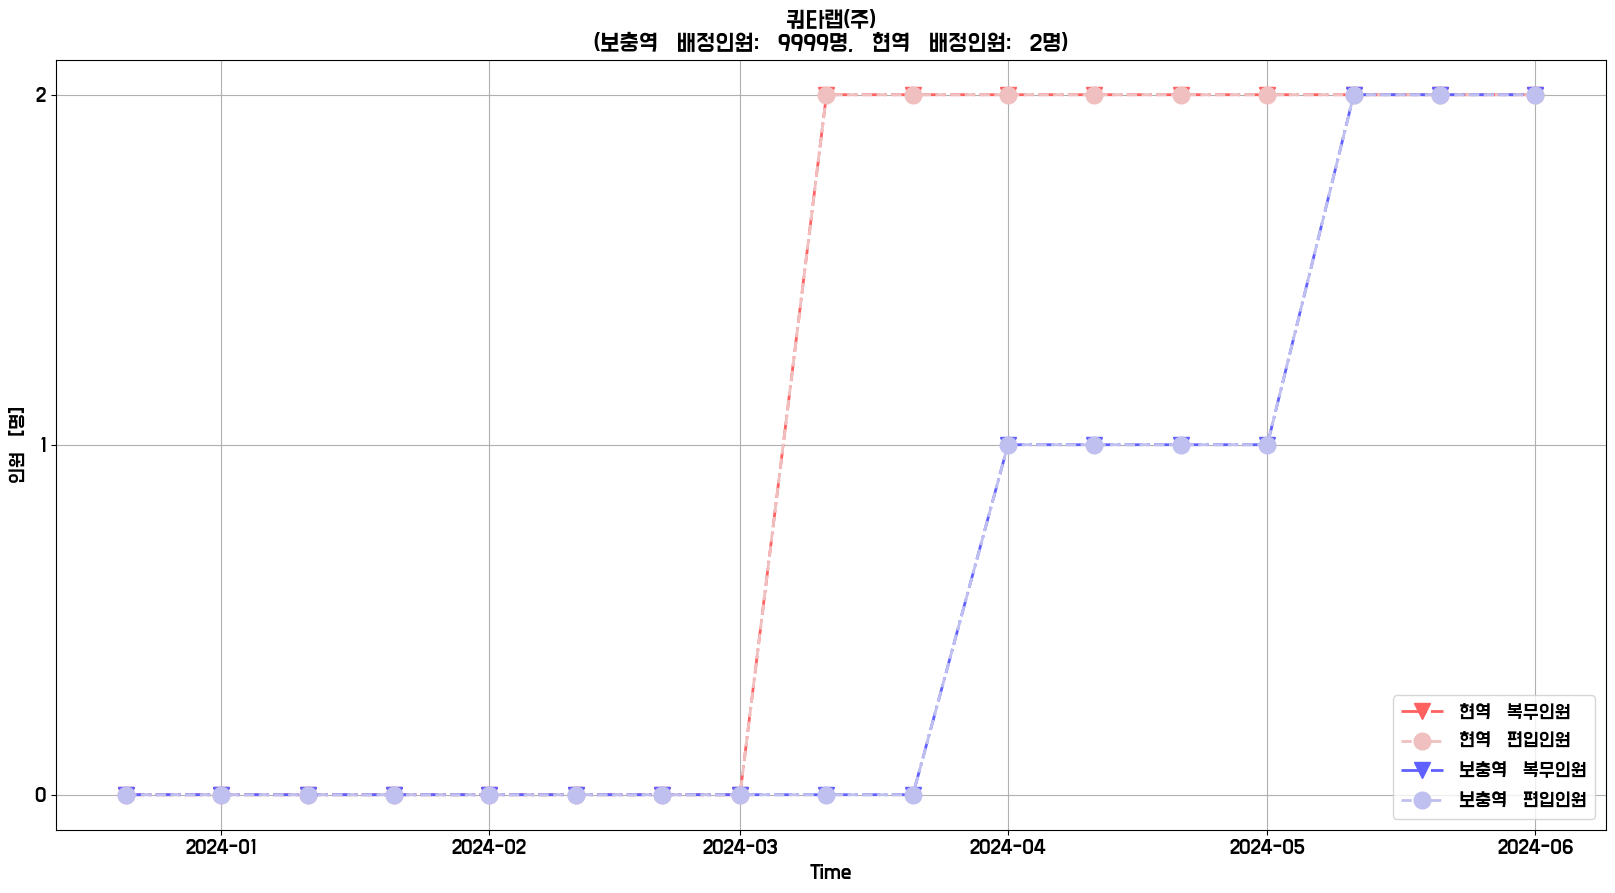 쿼타랩(주)
(보충역 배정인원: 9999명, 현역 배정인원: 2명)
인원 [명]
2
1
0
2024-01
2024-02
2024-03
2024-04
2024-05
2024-06
Time
현역 복무인원
현역 편입인원
보충역 복무인원
보충역 편입인원